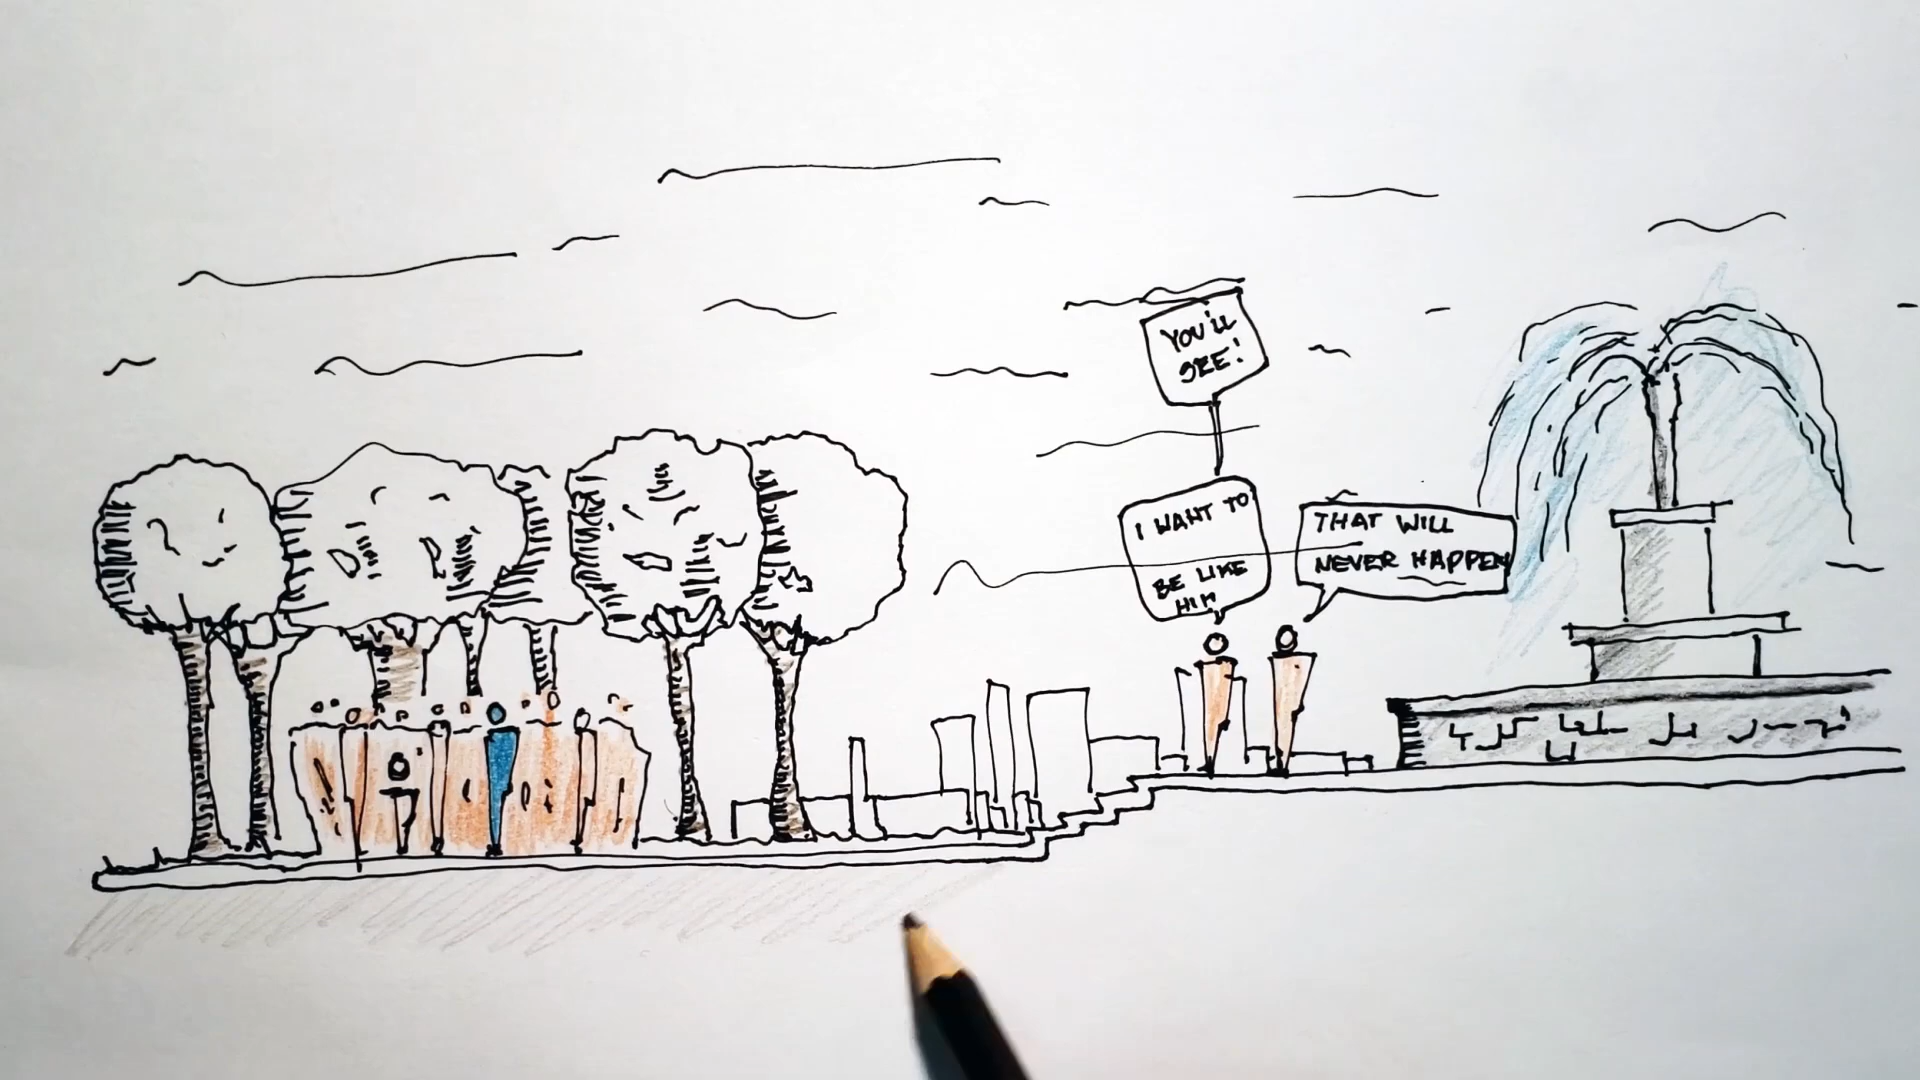 YOU'LL
SEE!
I WANT TO
BE LIKE
HIM
THAT WILL
NEVER HAPPEN